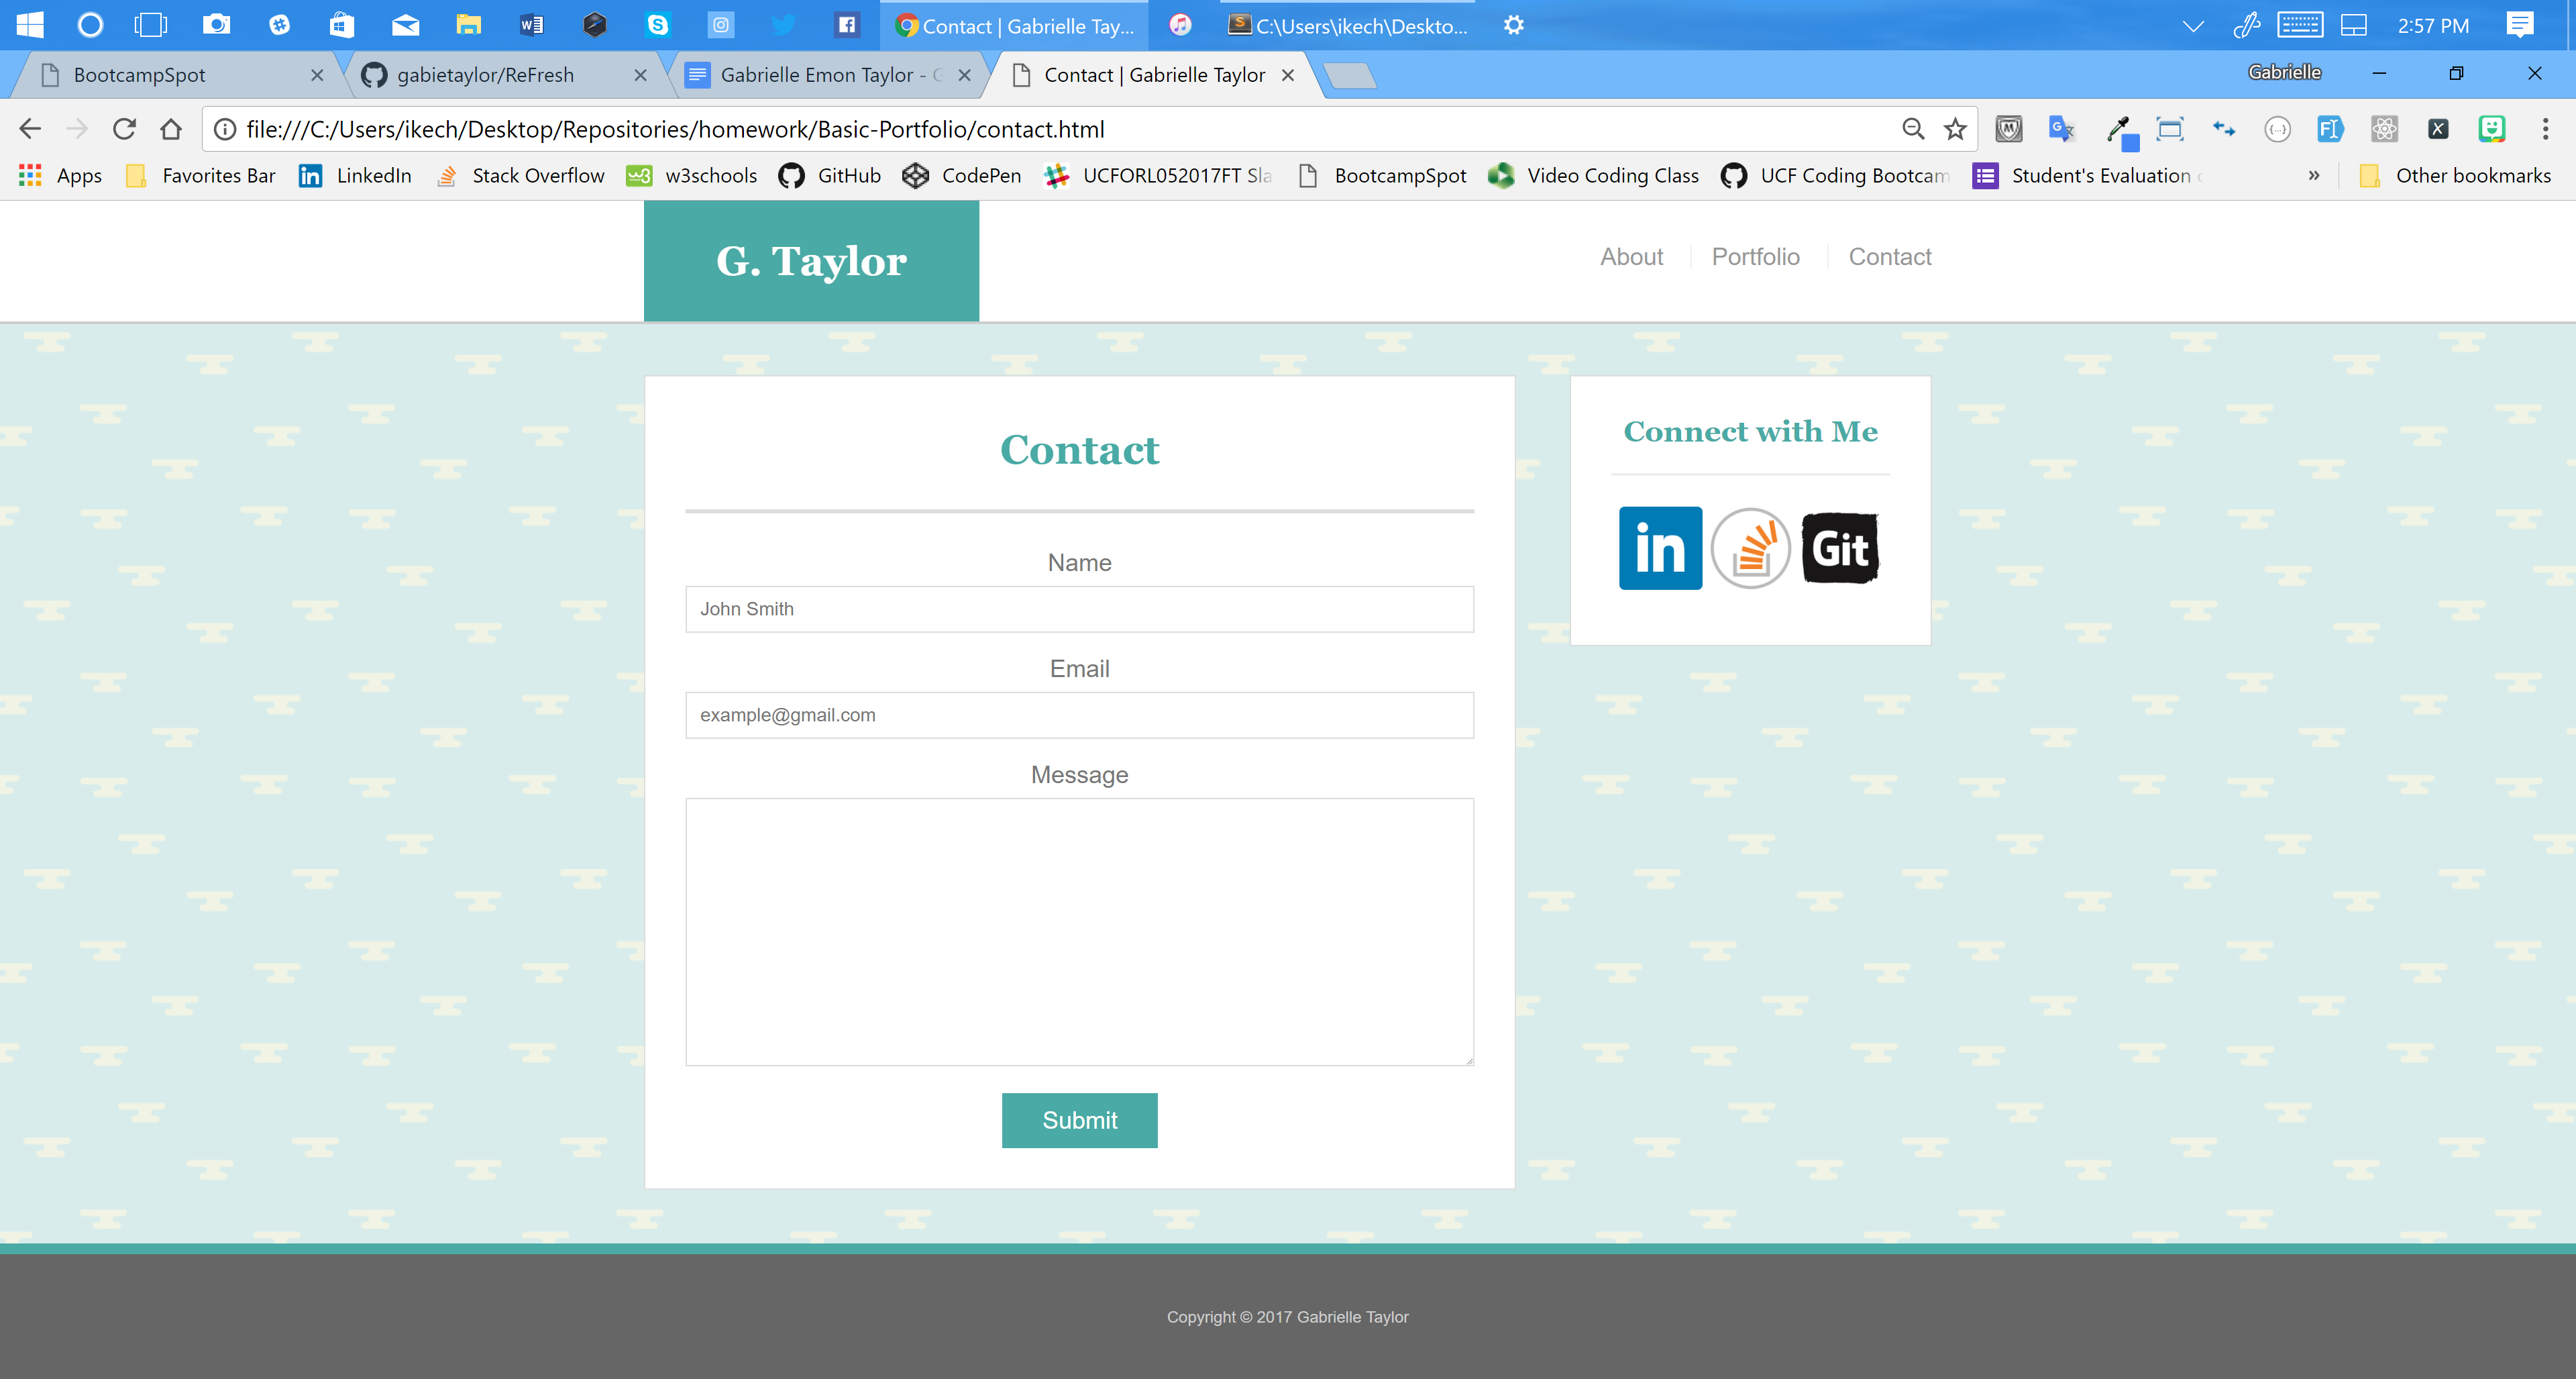 Contact | Gabrielle Tay...
C:\Users\ikech\Deskto...
2:57 PM
BootcampSpot
gabietaylor/ReFresh
Gabrielle Emon Taylor - G
Contact | Gabrielle Taylor
Gabrielle
file:///C:/Users/ikech/Desktop/Repositories/homework/Basic-Portfolio/contact.html
Apps
Favorites Bar
LinkedIn
Stack Overflow
w3schools
GitHub
CodePen
UCFORL052017FT Sla
BootcampSpot
Video Coding Class
UCF Coding Bootcam
Student's Evaluation
Other bookmarks
G. Taylor
About
Portfolio
Contact
Contact
Name
John Smith
Email
example@gmail.com
Message
Submit
Connect with Me
in
Git
Copyright © 2017 Gabrielle Taylor